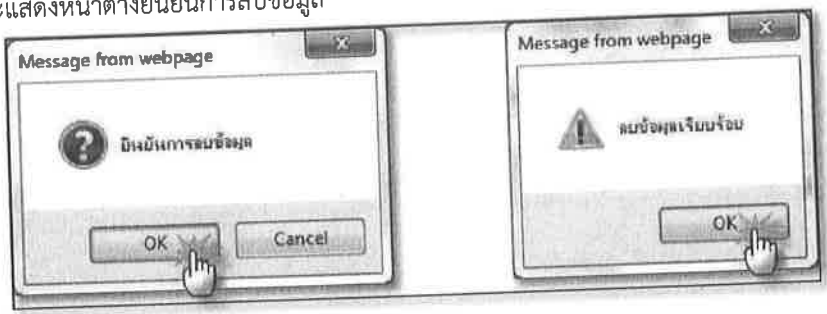 ะแสดงหน้าต่างยืนยันการลบข้อมูล
Message from webpage
ยืนยันการลบข้อมูล
OK
Cancel
Message from webpage
ลบข้อมูลเรียบร้อย
OK